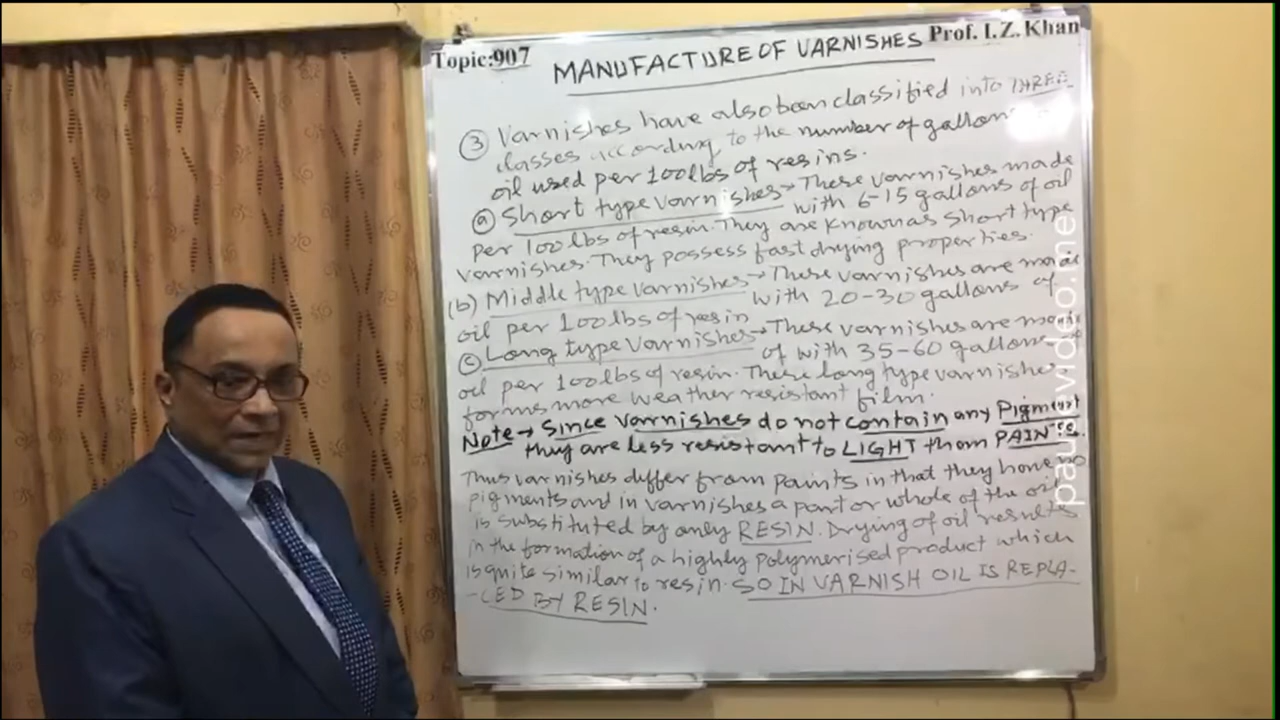 Topic:907
Prof. I. Z. Khan
MANUFACTURE OF VARNISHES
③ Varnishes have also been classified into THREE
classes according to the number of gallons
oil used per 100 lbs of resins.
ⓐ Short type varnishes → These varnishes made
with 6-15 gallons of oil
per 100 lbs of resin. They are known as short type
varnishes. They possess fast drying properties.
(b) Middle type varnishes → These varnishes are made
with 20-30 gallons of
oil per 100 lbs of resin
ⓒ Long type varnishes → These varnishes are made
of with 35-60 gallons
oil per 100 lbs of resin. These long type varnishes
forms more weather resistant film.
Note → Since varnishes do not contain any Pigment
they are less resistant to LIGHT than PAINTS.
Thus varnishes differ from paints in that they have no
pigments and in varnishes a part or whole of the oil
is substituted by only RESIN. Drying of oil results
in the formation of a highly polymerised product which
is quite similar to resin. SO IN VARNISH OIL IS REPLA-
-CED BY RESIN.